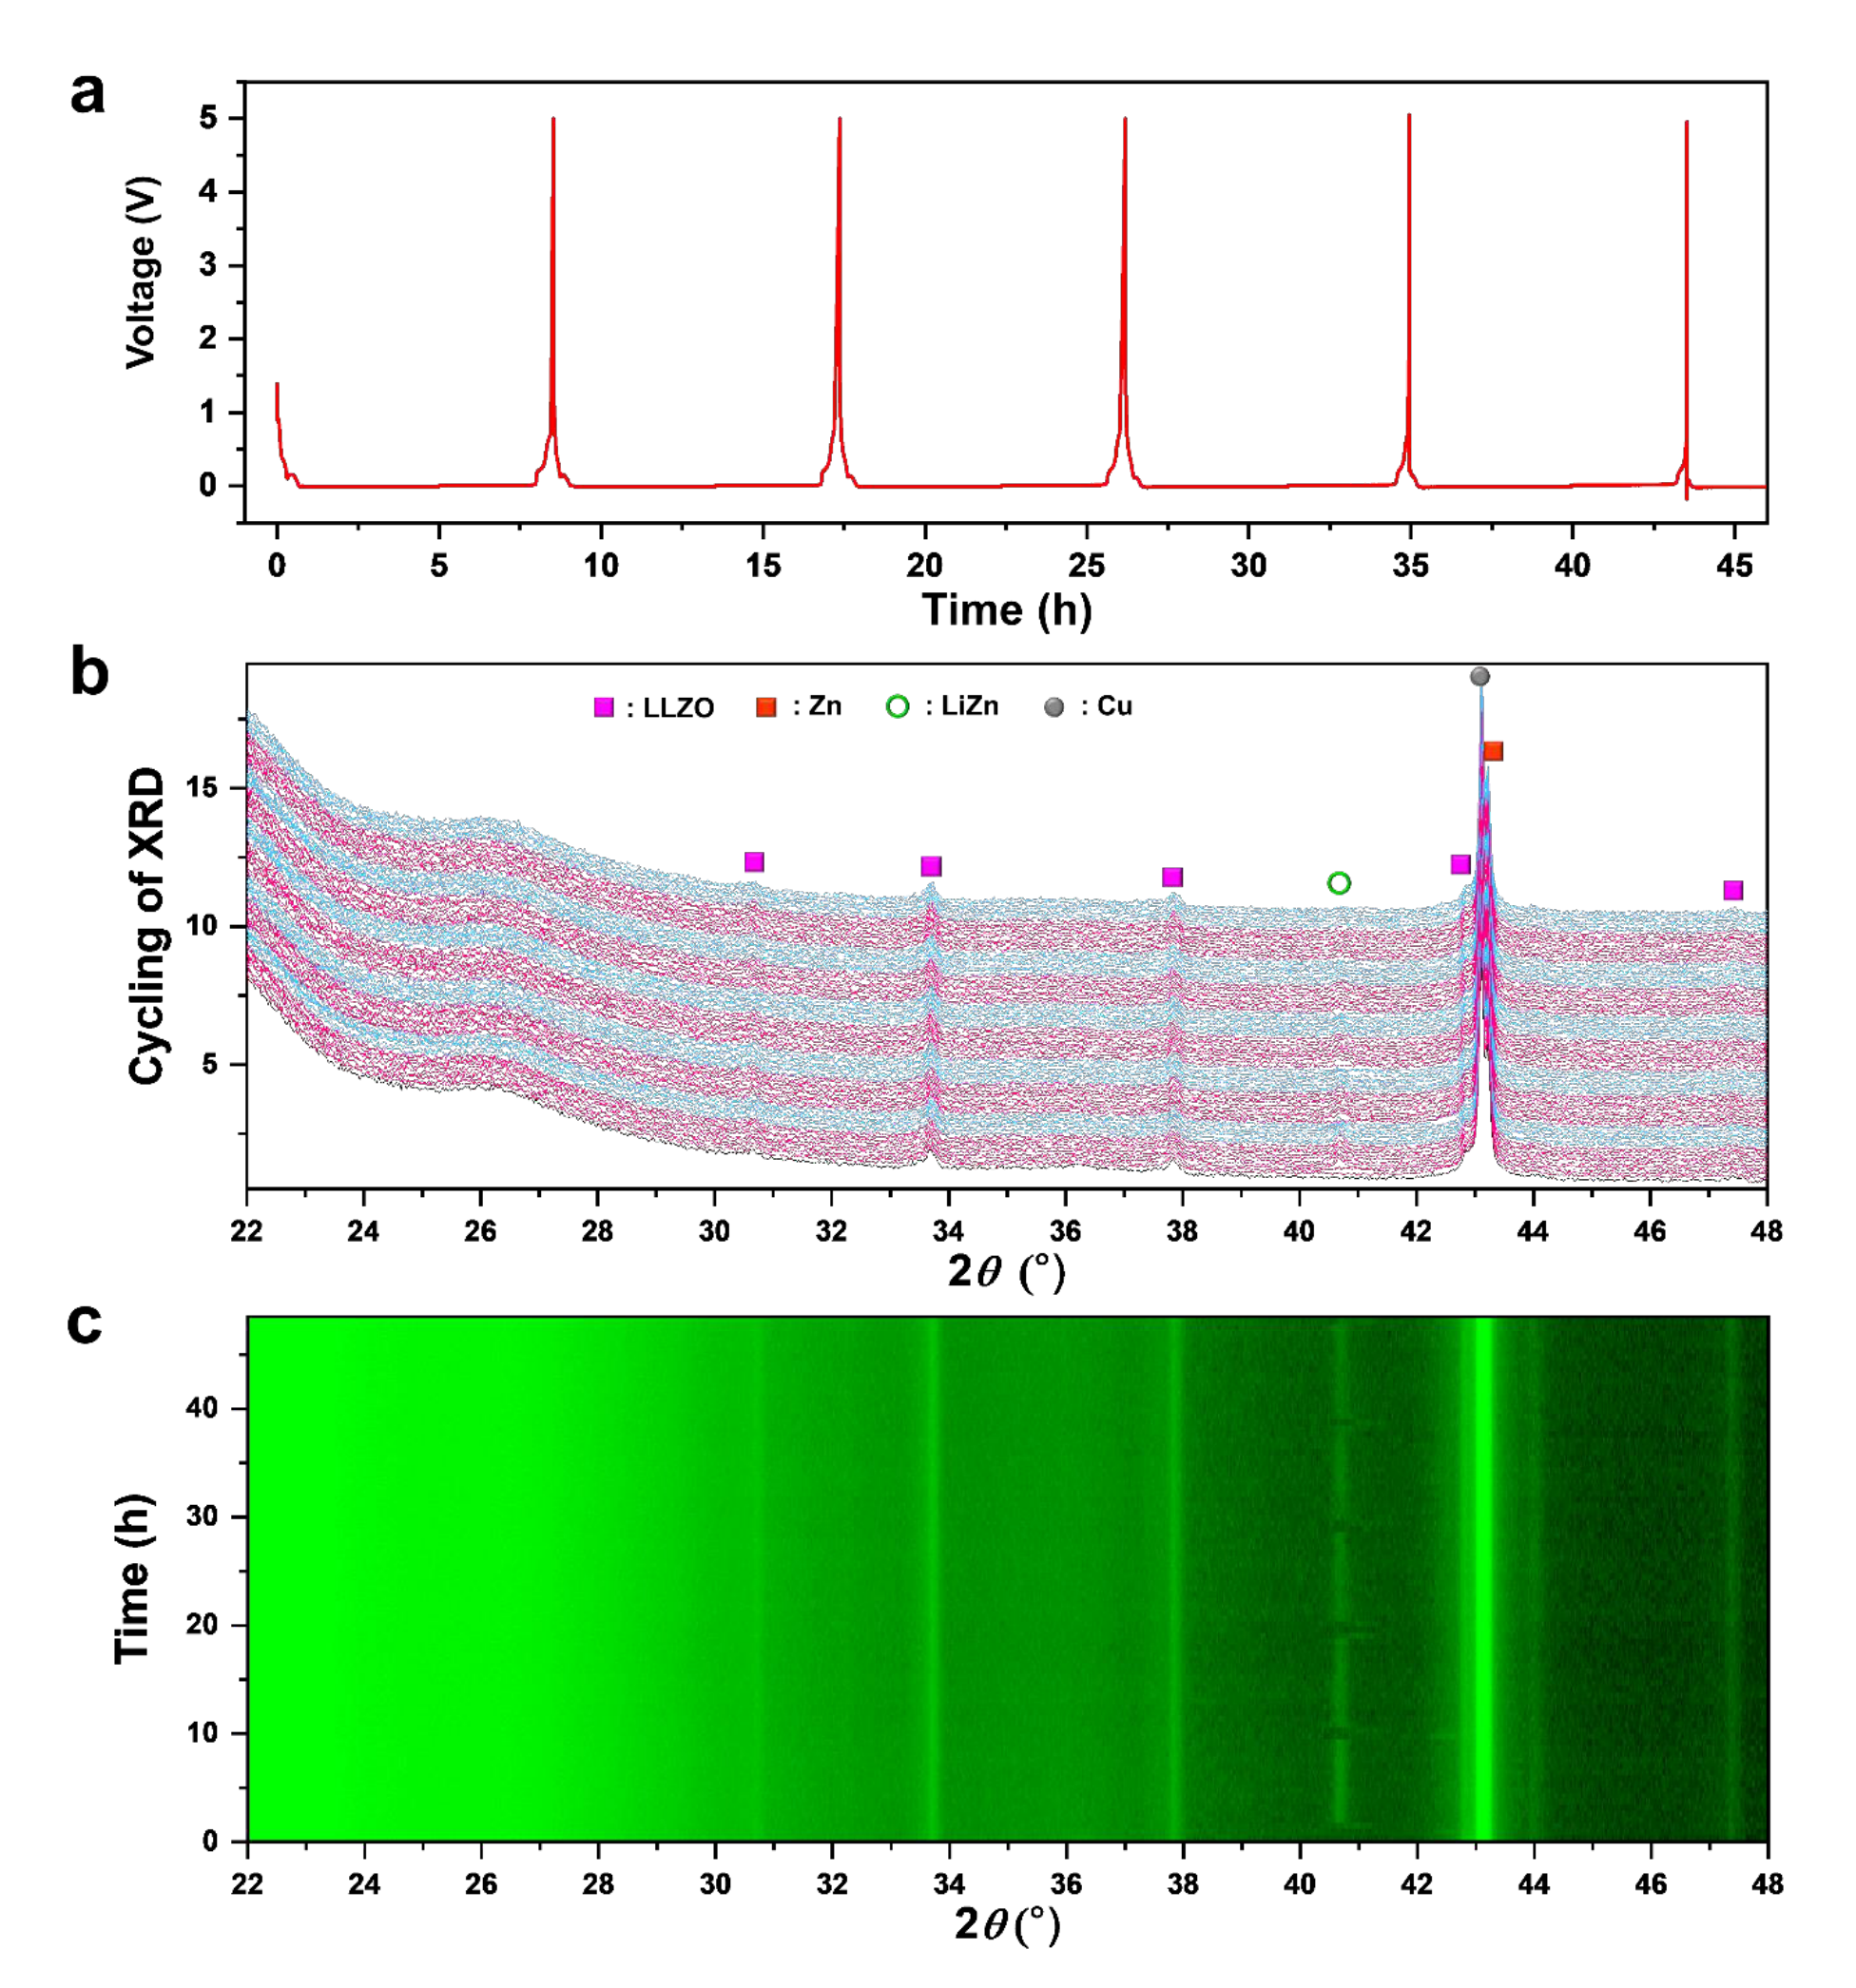 a
5
4
3
2
1
0
Voltage (V)
0 5 10 15 20 25 30 35 40 45
Time (h)
b
: LLZO : Zn : LiZn : Cu
15
10
5
Cycling of XRD
22 24 26 28 30 32 34 36 38 40 42 44 46 48
2θ (°)
c
40
30
20
10
0
Time (h)
22 24 26 28 30 32 34 36 38 40 42 44 46 48
2θ(°)